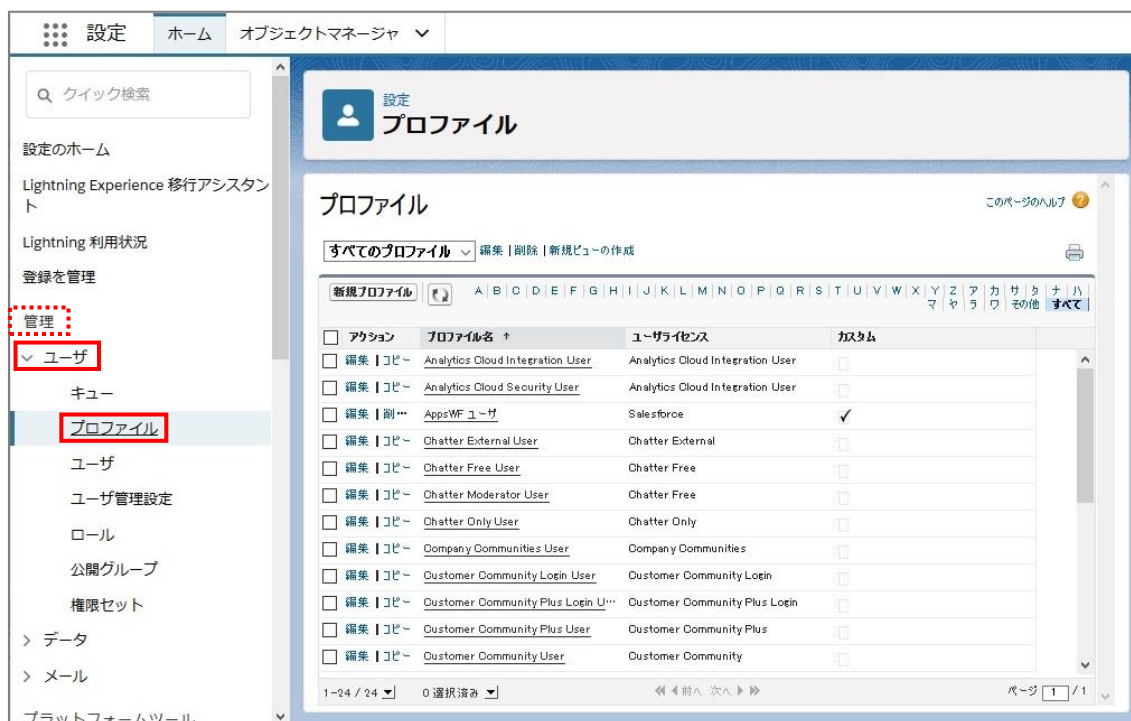 設定 ホーム オブジェクトマネージャ
クイック検索
設定のホーム
Lightning Experience 移行アシスタン
ト
Lightning 利用状況
登録を管理
管理
ユーザ
キュー
プロファイル
ユーザ
ユーザ管理設定
ロール
公開グループ
権限セット
データ
メール
プラットフォームツール
設定
プロファイル
プロファイル
このページのヘルプ
すべてのプロファイル 編集 | 削除 | 新規ビューの作成
新規プロファイル A | B | C | D | E | F | G | H | I | J | K | L | M | N | O | P | Q | R | S | T | U | V | W | X | Y | Z | ア | カ | サ | タ | ナ | ハ |
マ | ヤ | ラ | ワ | その他 | すべて
アクション プロファイル名 ↑ ユーザライセンス カスタム
編集 | コピー Analytics Cloud Integration User Analytics Cloud Integration User
編集 | コピー Analytics Cloud Security User Analytics Cloud Integration User
編集 | 削… AppsWF ユーザ Salesforce ✓
編集 | コピー Chatter External User Chatter External
編集 | コピー Chatter Free User Chatter Free
編集 | コピー Chatter Moderator User Chatter Free
編集 | コピー Chatter Only User Chatter Only
編集 | コピー Company Communities User Company Communities
編集 | コピー Customer Community Login User Customer Community Login
編集 | コピー Customer Community Plus Login U… Customer Community Plus Login
編集 | コピー Customer Community Plus User Customer Community Plus
編集 | コピー Customer Community User Customer Community
1-24 / 24 0 選択済み 前へ 次へ ページ 1 / 1